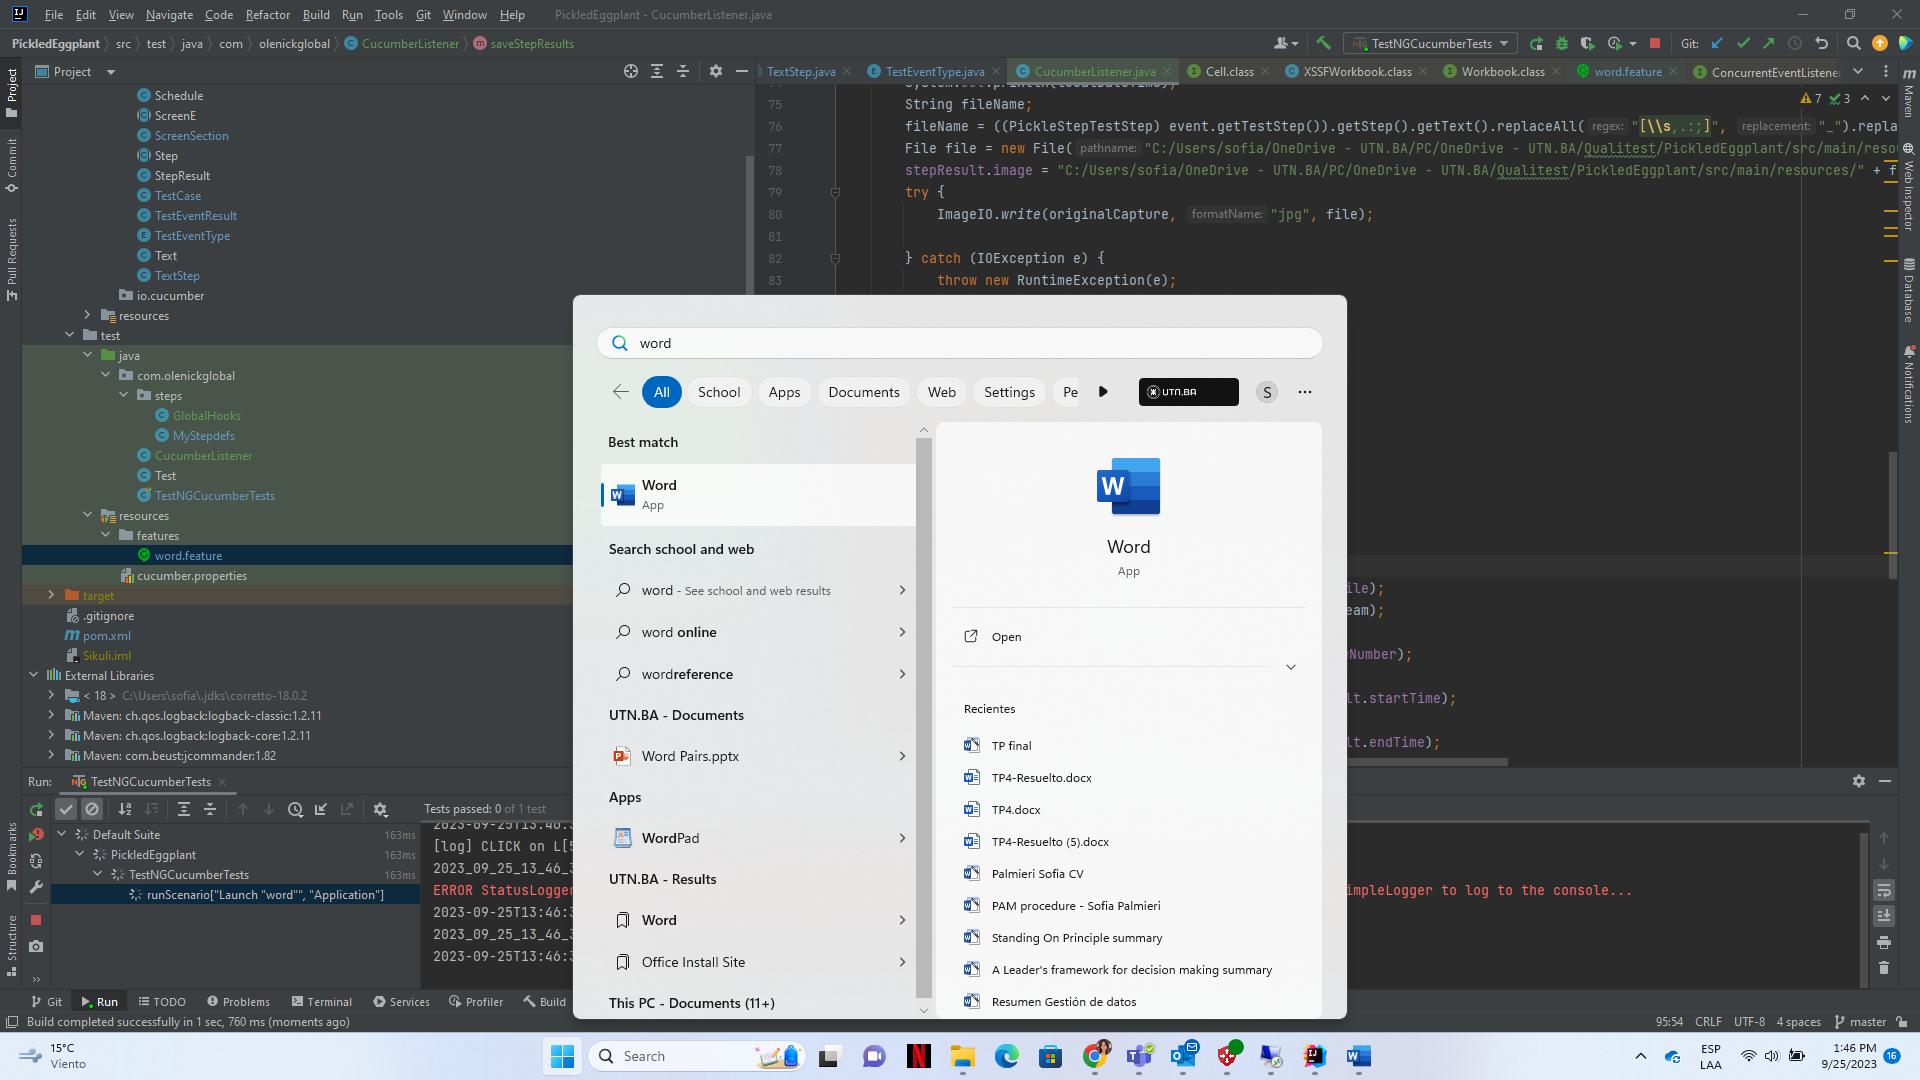 File Edit View Navigate Code Refactor Build Run Tools Git Window Help PickledEggplant - CucumberListener.java
PickledEggplant src test java com olenickglobal CucumberListener saveStepResults
TestNGCucumberTests Git:
Project
TextStep.java TestEventType.java CucumberListener.java Cell.class XSSFWorkbook.class Workbook.class word.feature ConcurrentEventListene
Project
Commit
Pull Requests
Bookmarks
Structure
Maven
Web Inspector
Database
Notifications
Schedule
ScreenE
ScreenSection
Step
StepResult
TestCase
TestEventResult
TestEventType
Text
TextStep
io.cucumber
resources
test
java
com.olenickglobal
steps
GlobalHooks
MyStepdefs
CucumberListener
Test
TestNGCucumberTests
resources
features
word.feature
cucumber.properties
target
.gitignore
pom.xml
Sikuli.iml
External Libraries
< 18 > C:\Users\sofia\.jdks\corretto-18.0.2
Maven: ch.qos.logback:logback-classic:1.2.11
Maven: ch.qos.logback:logback-core:1.2.11
Maven: com.beust:jcommander:1.82
7 3
75 String fileName;
76 fileName = ((PickleStepTestStep) event.getTestStep()).getStep().getText().replaceAll( regex: "[\\s,.:;]", replacement: "_").repla
77 File file = new File( pathname: "C:/Users/sofia/OneDrive - UTN.BA/PC/OneDrive - UTN.BA/Qualitest/PickledEggplant/src/main/resou
78 stepResult.image = "C:/Users/sofia/OneDrive - UTN.BA/PC/OneDrive - UTN.BA/Qualitest/PickledEggplant/src/main/resources/" + f
79 try {
80 ImageIO.write(originalCapture, formatName: "jpg", file);
81
82 } catch (IOException e) {
83 throw new RuntimeException(e);
ile);
eam);
Number);
lt.startTime);
lt.endTime);
word
All School Apps Documents Web Settings Pe UTN.BA S
Best match
Word
App
Search school and web
word - See school and web results
word online
wordreference
UTN.BA - Documents
Word Pairs.pptx
Apps
WordPad
UTN.BA - Results
Word
Office Install Site
This PC - Documents (11+)
Word
App
Open
Recientes
TP final
TP4-Resuelto.docx
TP4.docx
TP4-Resuelto (5).docx
Palmieri Sofia CV
PAM procedure - Sofia Palmieri
Standing On Principle summary
A Leader's framework for decision making summary
Resumen Gestión de datos
Run: TestNGCucumberTests
Tests passed: 0 of 1 test
Default Suite 163ms
PickledEggplant 163ms
TestNGCucumberTests 163ms
runScenario["Launch "word"", "Application"]
2023-09-25T13:46:3
[log] CLICK on L[5
2023_09_25_13_46_3
ERROR StatusLogger impleLogger to log to the console...
2023-09-25T13:46:3
2023_09_25_13_46_3
2023-09-25T13:46:3
Git Run TODO Problems Terminal Services Profiler Build
Build completed successfully in 1 sec, 760 ms (moments ago) 95:54 CRLF UTF-8 4 spaces master
15°C
Viento
Search
ESP
LAA
1:46 PM
9/25/2023
16